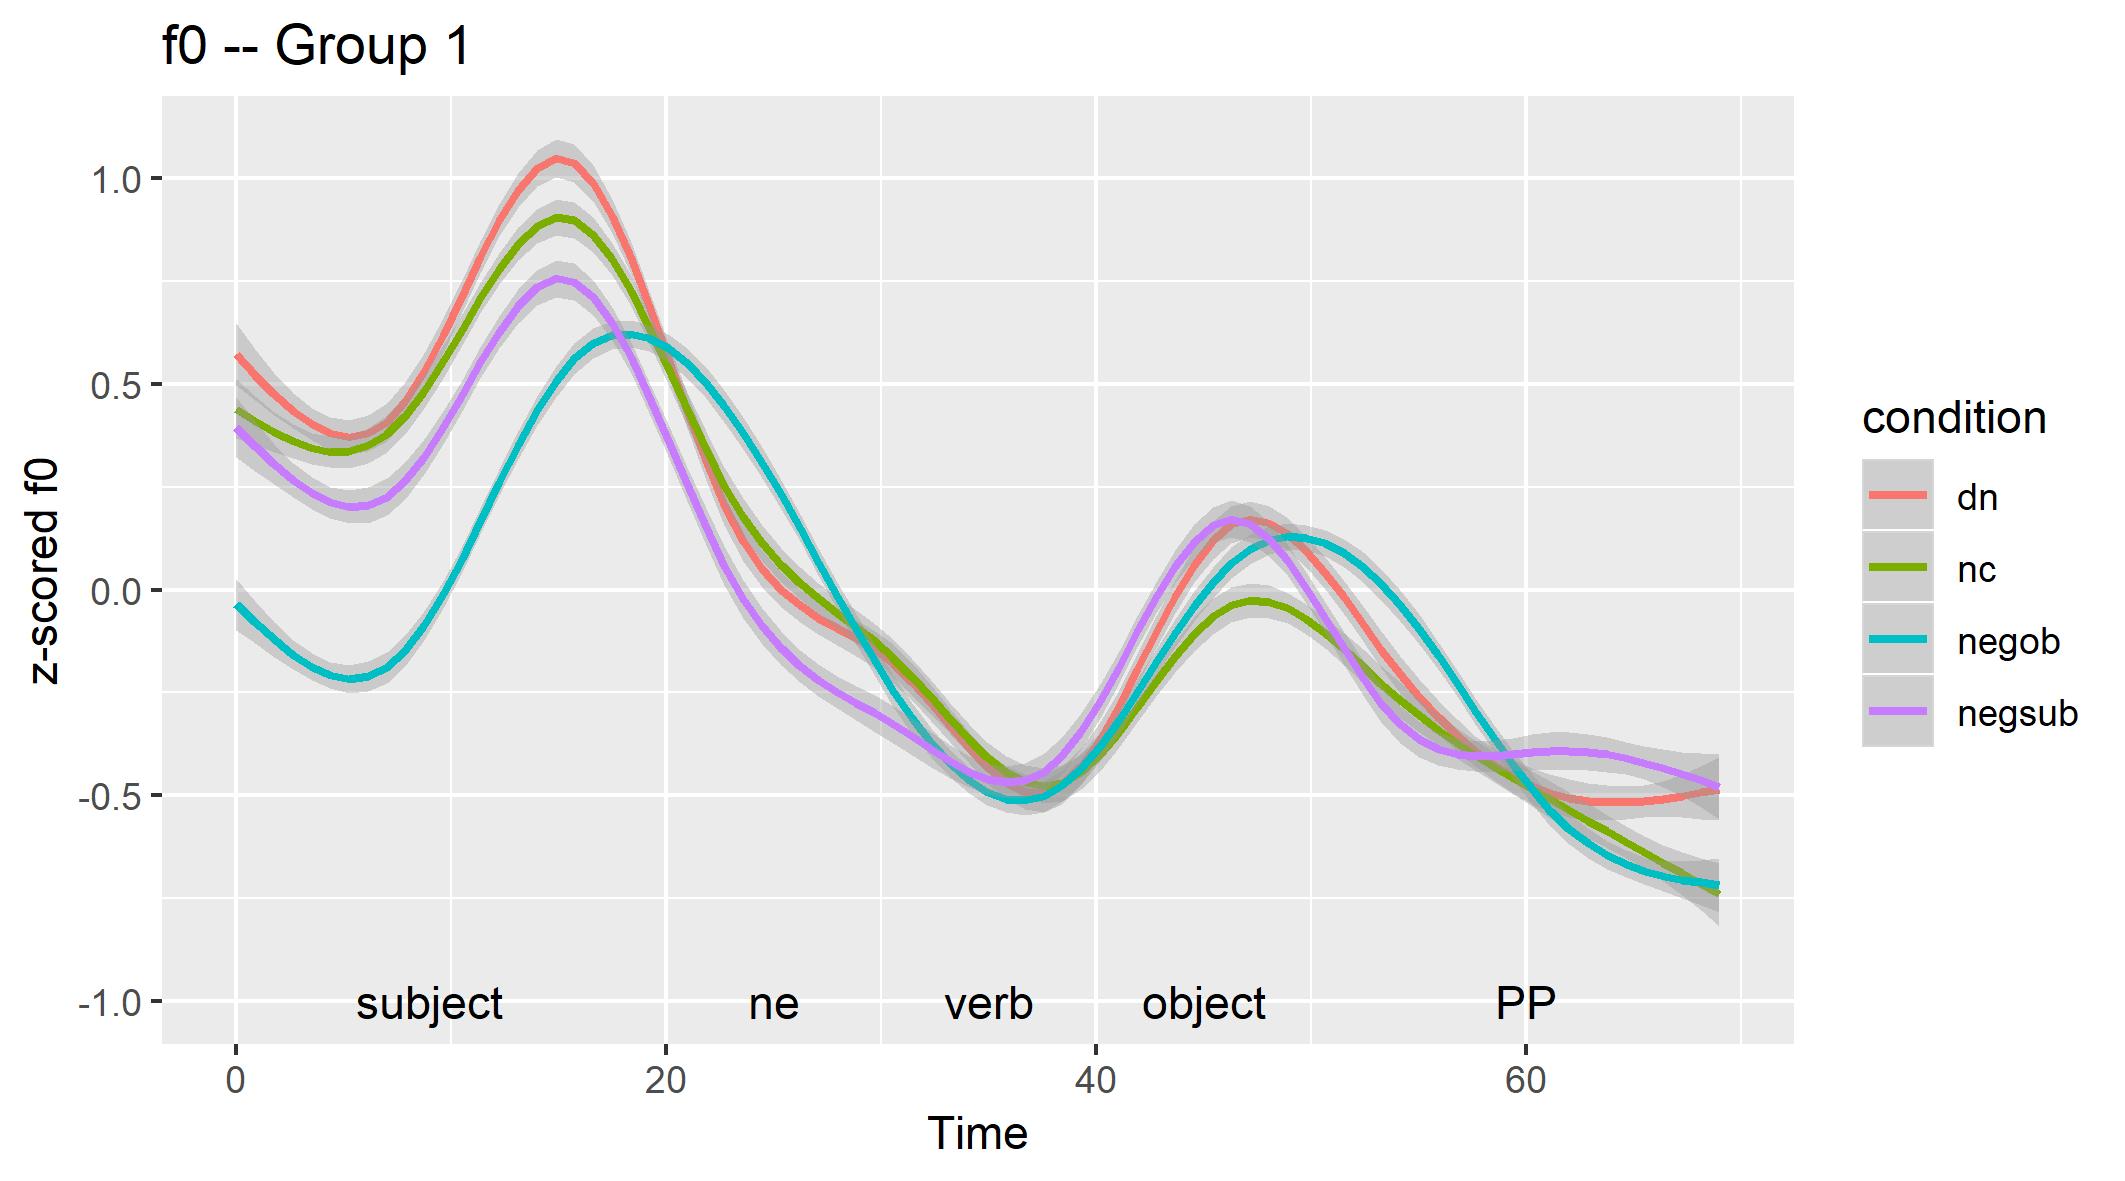 f0 -- Group 1
z-scored f0
1.0
0.5
0.0
-0.5
-1.0
subject ne verb object PP
0 20 40 60
Time
condition
dn
nc
negob
negsub